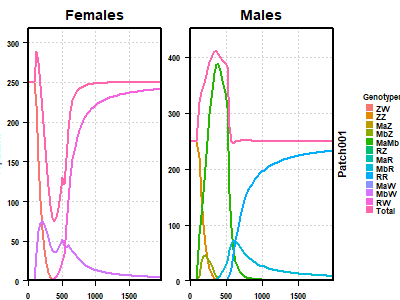 Females
Males
300
250
200
150
100
50
0
0
500
1000
1500
400
300
200
100
0
0
500
1000
1500
Patch001
Genotype
ZW
ZZ
MaZ
MbZ
MaMb
RZ
MaR
MbR
RR
MaW
MbW
RW
Total